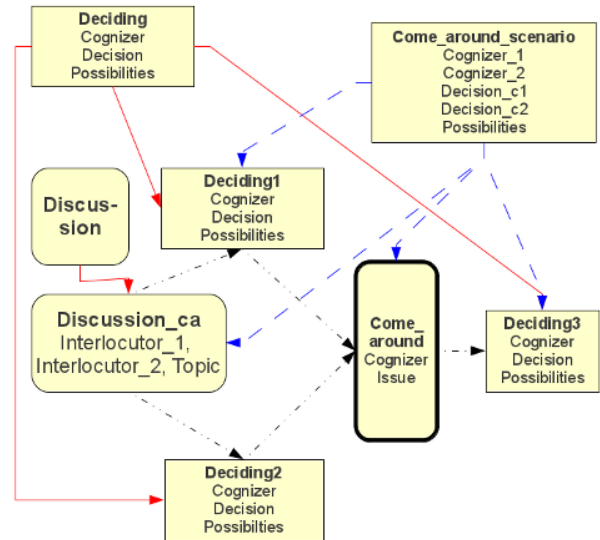 Deciding
Cognizer
Decision
Possibilities
Come_around_scenario
Cognizer_1
Cognizer_2
Decision_c1
Decision_c2
Possibilities
Deciding1
Cognizer
Decision
Possibilities
Discus-
sion
Discussion_ca
Interlocutor_1,
Interlocutor_2, Topic
Come_
around
Cognizer
Issue
Deciding3
Cognizer
Decision
Possibilities
Deciding2
Cognizer
Decision
Possibilties